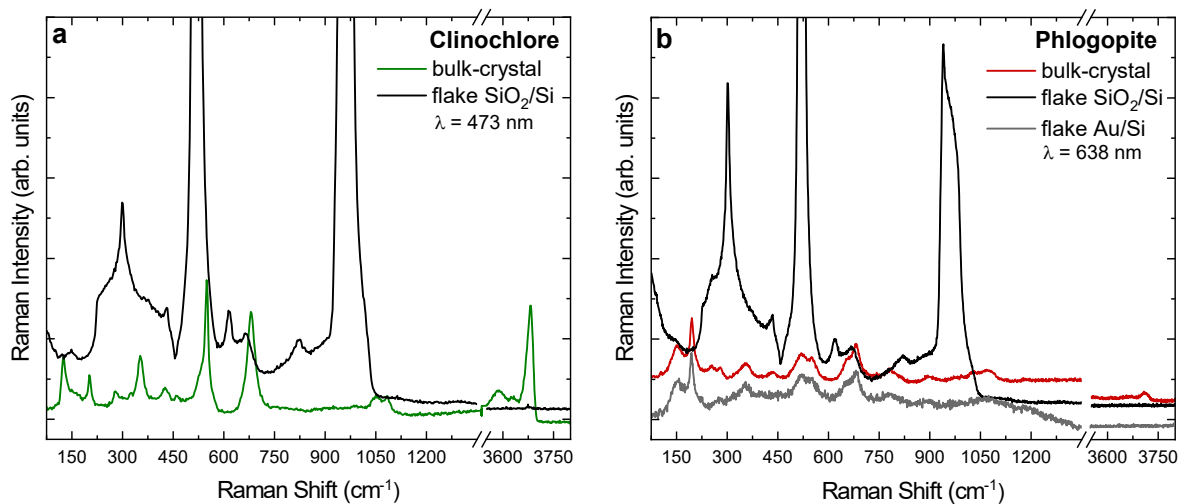 a
Clinochlore
bulk-crystal
flake SiO₂/Si
λ = 473 nm
Raman Intensity (arb. units)
150 300 450 600 750 900 1050 3600 3750
Raman Shift (cm⁻¹)
b
Phlogopite
bulk-crystal
flake SiO₂/Si
flake Au/Si
λ = 638 nm
Raman Intensity (arb. units)
150 300 450 600 750 900 1050 1200 3600 3750
Raman Shift (cm⁻¹)